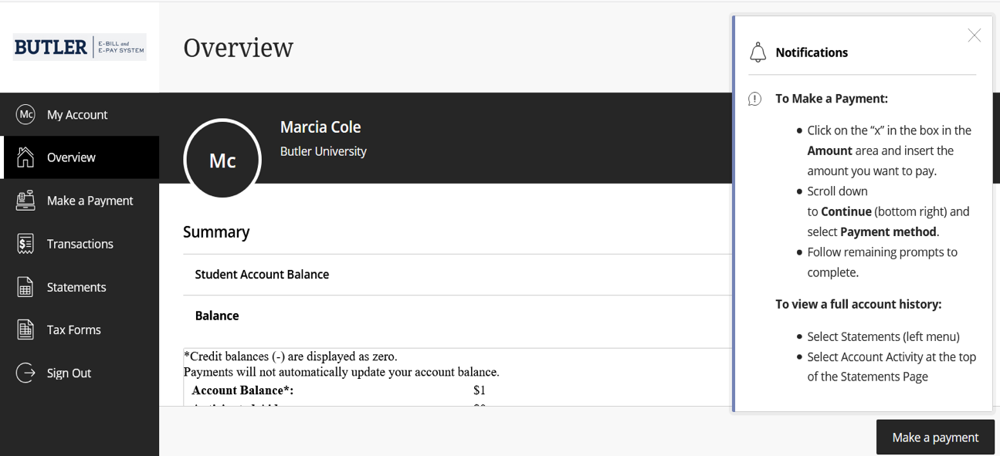 BUTLER
E-BILL and
E-PAY SYSTEM
Overview
Mc
My Account
Overview
Make a Payment
Transactions
Statements
Tax Forms
Sign Out
Mc
Marcia Cole
Butler University
Summary
Student Account Balance
Balance
*Credit balances (-) are displayed as zero.
Payments will not automatically update your account balance.
Account Balance*: $1
Notifications
To Make a Payment:
• Click on the “x” in the box in the
Amount area and insert the
amount you want to pay.
• Scroll down
to Continue (bottom right) and
select Payment method.
• Follow remaining prompts to
complete.
To view a full account history:
• Select Statements (left menu)
• Select Account Activity at the top
of the Statements Page
Make a payment